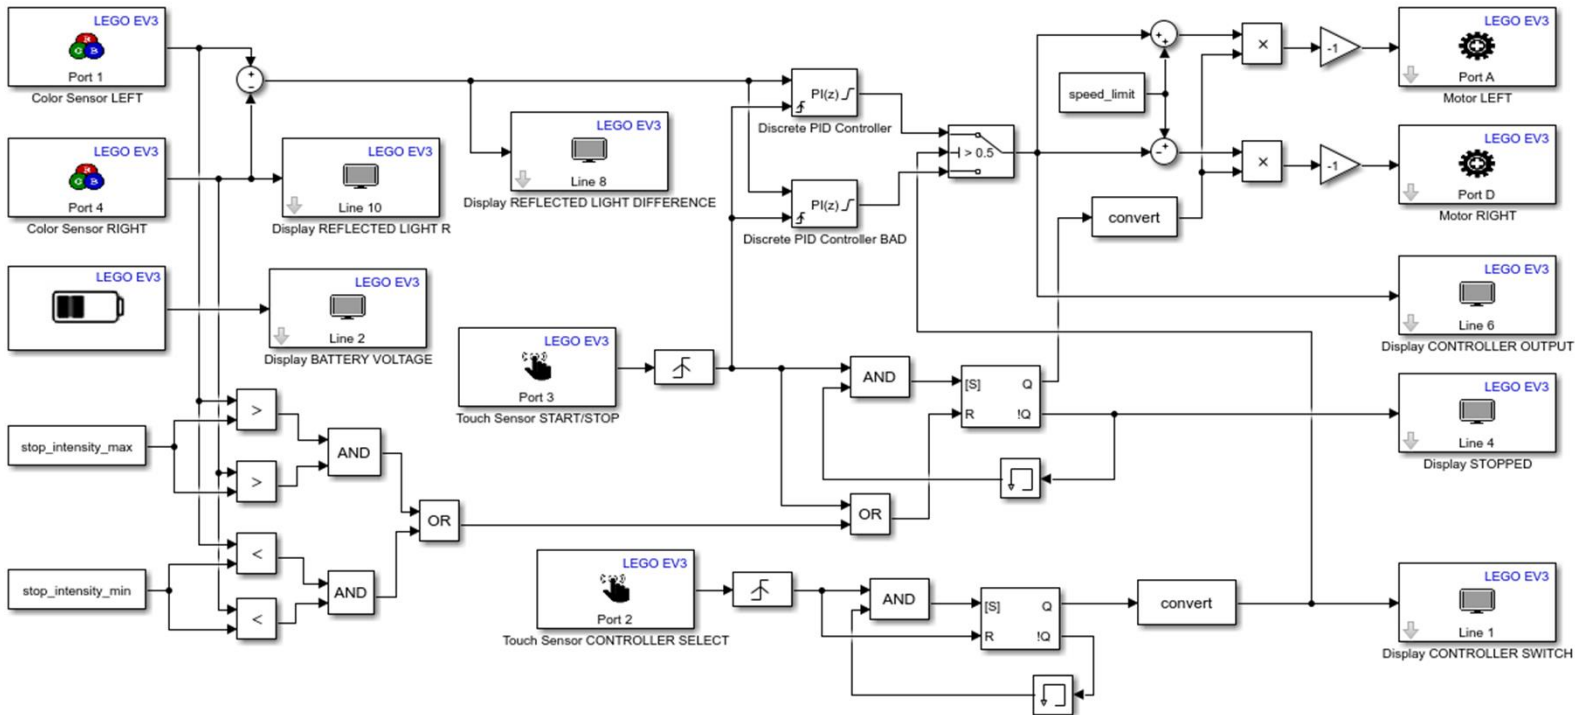 LEGO EV3
R
G B
Port 1
Color Sensor LEFT
LEGO EV3
R
G B
Port 4
Color Sensor RIGHT
LEGO EV3
LEGO EV3
Line 10
Display REFLECTED LIGHT R
LEGO EV3
Line 2
Display BATTERY VOLTAGE
+
−
LEGO EV3
Line 8
Display REFLECTED LIGHT DIFFERENCE
PI(z)
Discrete PID Controller
PI(z)
Discrete PID Controller BAD
> 0.5
speed_limit
+
+
−
+
×
×
-1
-1
convert
LEGO EV3
Port A
Motor LEFT
LEGO EV3
Port D
Motor RIGHT
LEGO EV3
Line 6
Display CONTROLLER OUTPUT
LEGO EV3
Port 3
Touch Sensor START/STOP
AND
[S] Q
R !Q
LEGO EV3
Line 4
Display STOPPED
stop_intensity_max
>
>
AND
stop_intensity_min
<
<
AND
OR
OR
LEGO EV3
Port 2
Touch Sensor CONTROLLER SELECT
AND
[S] Q
R !Q
convert
LEGO EV3
Line 1
Display CONTROLLER SWITCH